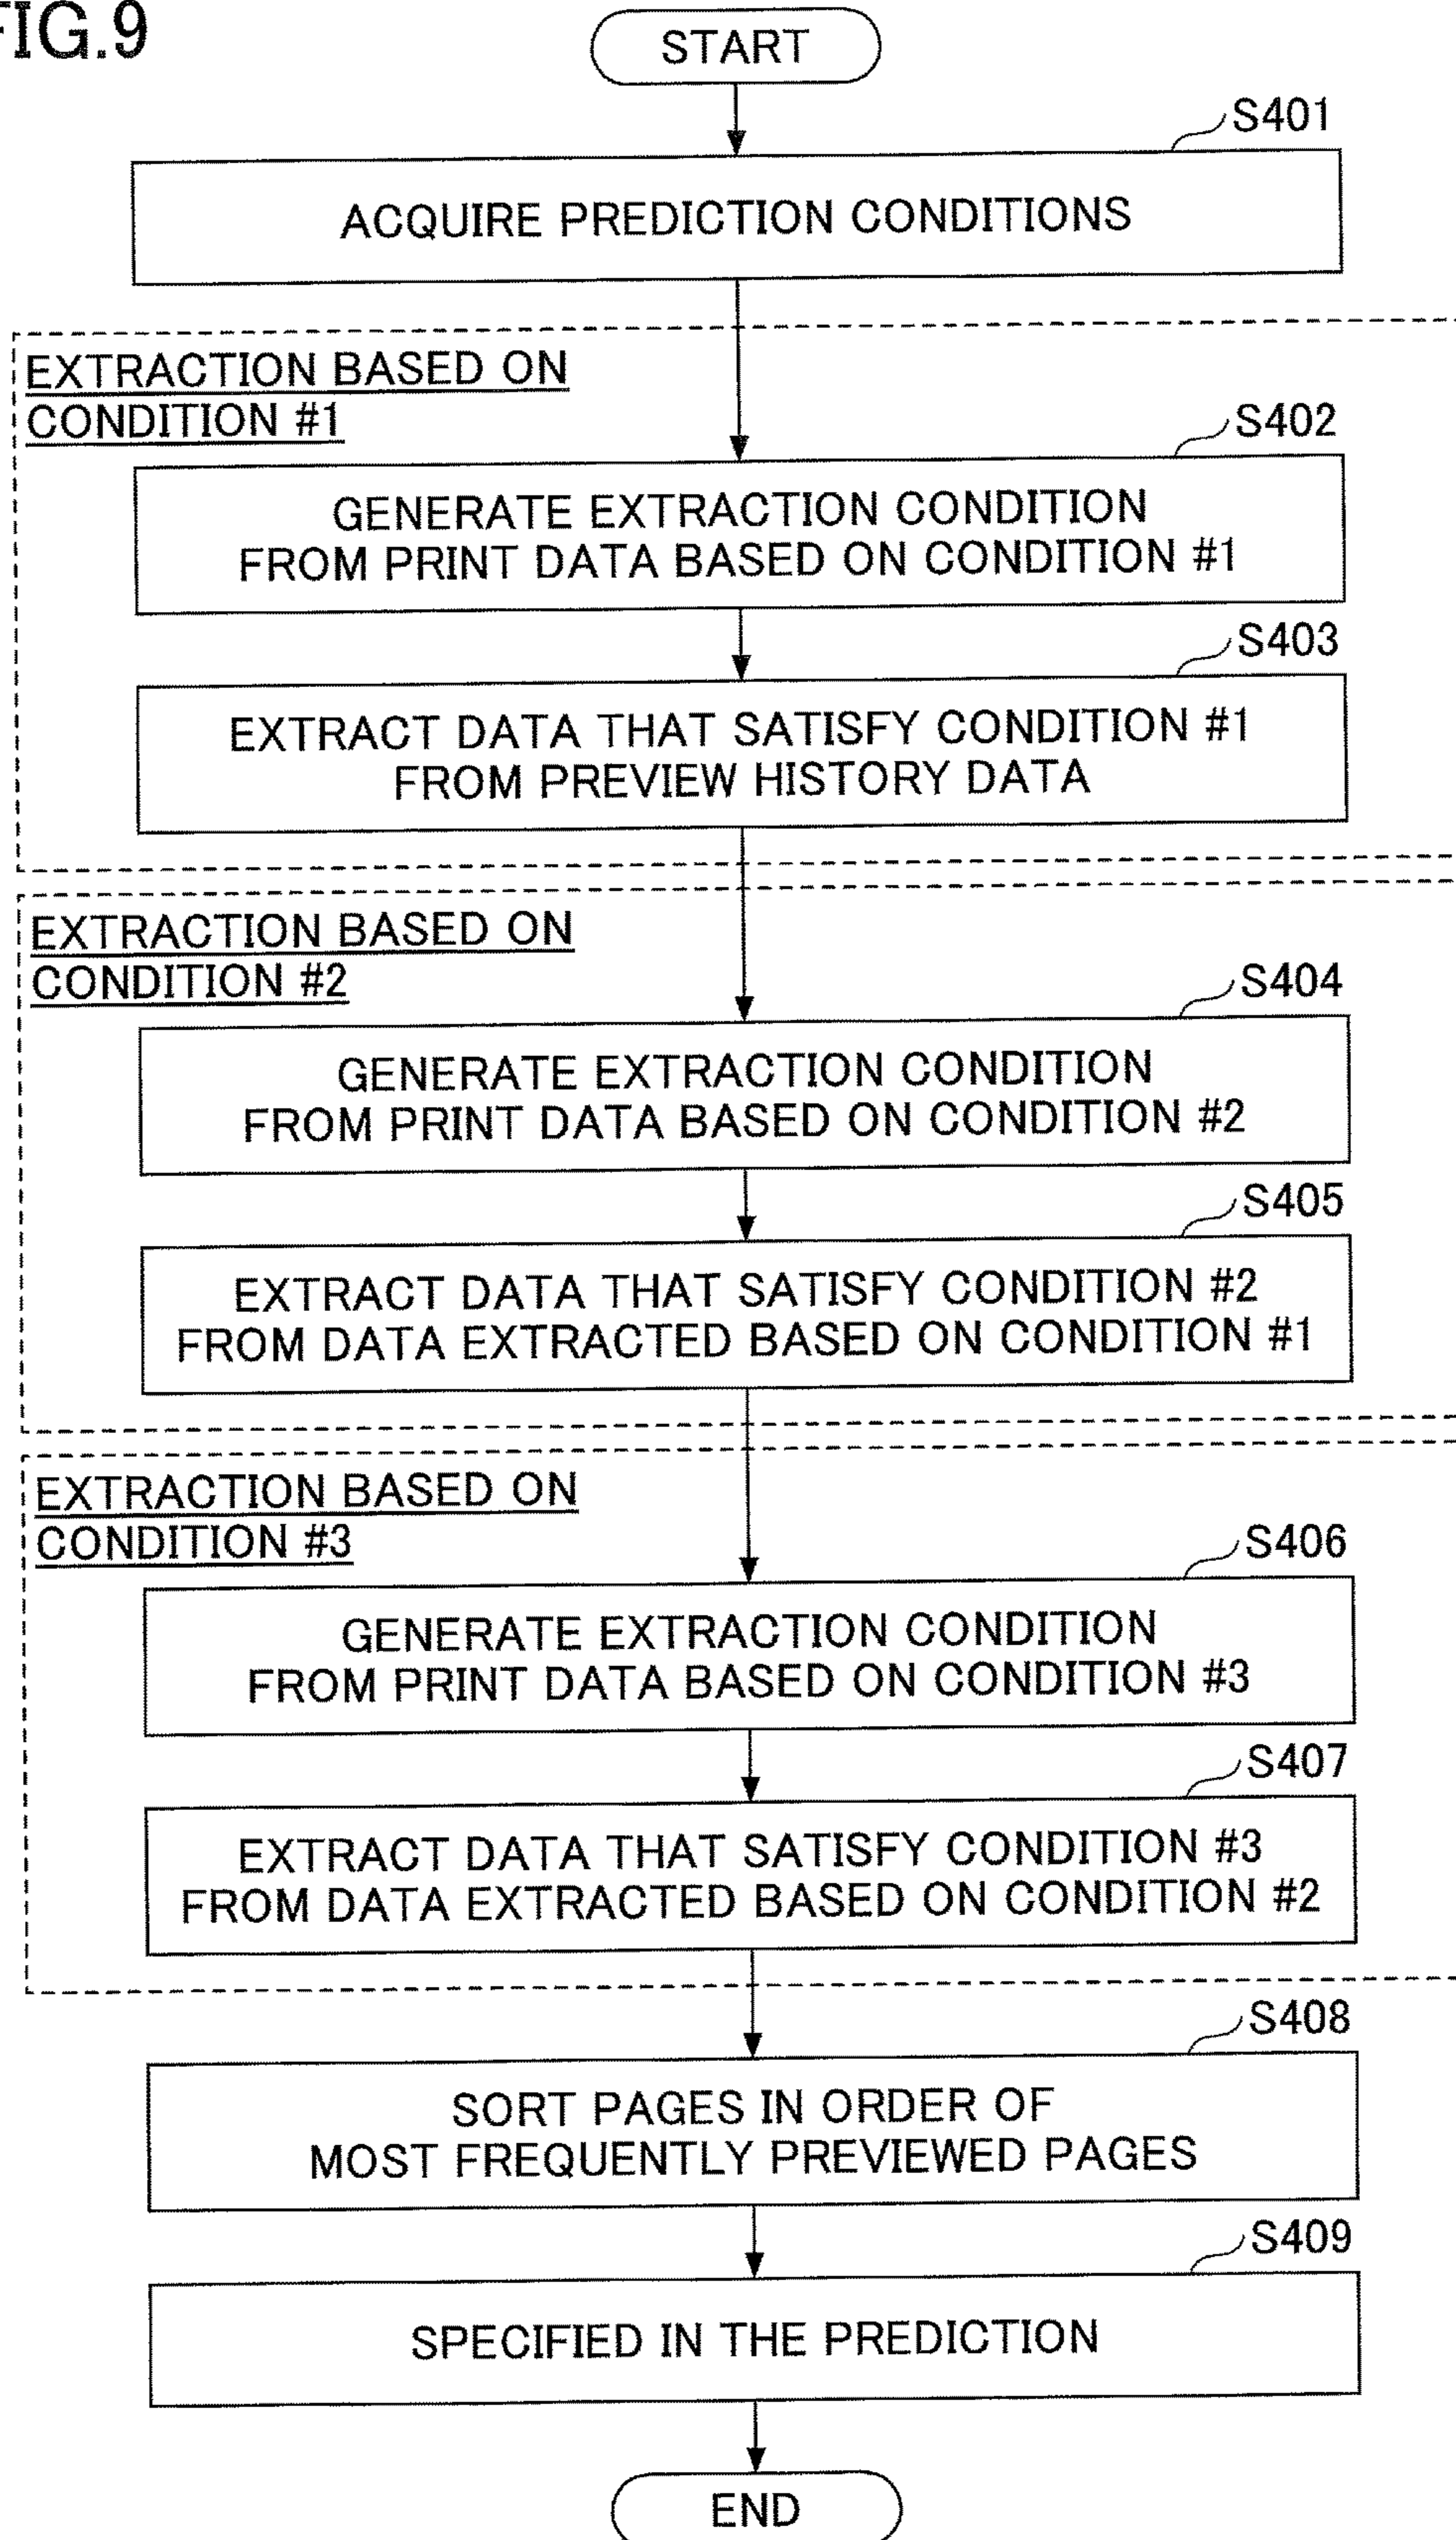 FIG.9
START
S401
ACQUIRE PREDICTION CONDITIONS
EXTRACTION BASED ON
CONDITION #1
S402
GENERATE EXTRACTION CONDITION
FROM PRINT DATA BASED ON CONDITION #1
S403
EXTRACT DATA THAT SATISFY CONDITION #1
FROM PREVIEW HISTORY DATA
EXTRACTION BASED ON
CONDITION #2
S404
GENERATE EXTRACTION CONDITION
FROM PRINT DATA BASED ON CONDITION #2
S405
EXTRACT DATA THAT SATISFY CONDITION #2
FROM DATA EXTRACTED BASED ON CONDITION #1
EXTRACTION BASED ON
CONDITION #3
S406
GENERATE EXTRACTION CONDITION
FROM PRINT DATA BASED ON CONDITION #3
S407
EXTRACT DATA THAT SATISFY CONDITION #3
FROM DATA EXTRACTED BASED ON CONDITION #2
S408
SORT PAGES IN ORDER OF
MOST FREQUENTLY PREVIEWED PAGES
S409
SPECIFIED IN THE PREDICTION
END